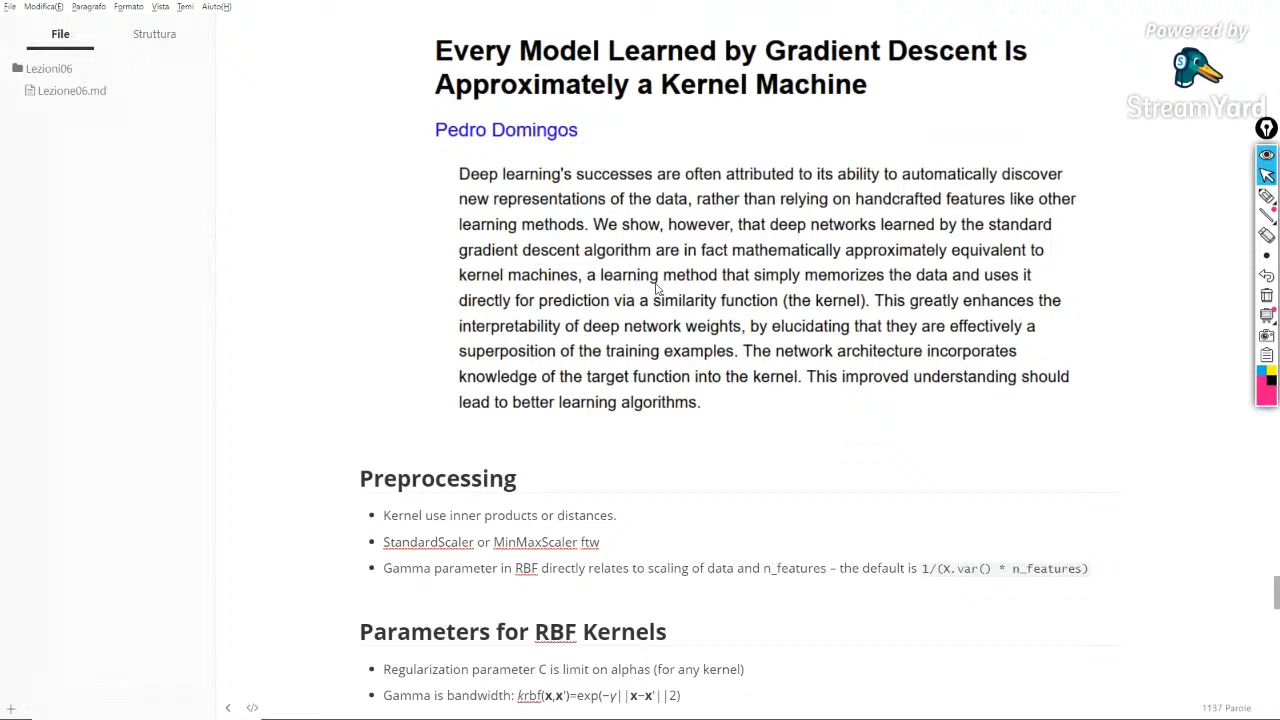 File Modifica(E) Paragrafo Formato Vista Temi Aiuto(H)
File Struttura
Lezioni06
Lezione06.md
Every Model Learned by Gradient Descent Is
Approximately a Kernel Machine
Pedro Domingos
Deep learning's successes are often attributed to its ability to automatically discover
new representations of the data, rather than relying on handcrafted features like other
learning methods. We show, however, that deep networks learned by the standard
gradient descent algorithm are in fact mathematically approximately equivalent to
kernel machines, a learning method that simply memorizes the data and uses it
directly for prediction via a similarity function (the kernel). This greatly enhances the
interpretability of deep network weights, by elucidating that they are effectively a
superposition of the training examples. The network architecture incorporates
knowledge of the target function into the kernel. This improved understanding should
lead to better learning algorithms.
Preprocessing
• Kernel use inner products or distances.
• StandardScaler or MinMaxScaler ftw
• Gamma parameter in RBF directly relates to scaling of data and n_features – the default is 1/(X.var() * n_features)
Parameters for RBF Kernels
• Regularization parameter C is limit on alphas (for any kernel)
• Gamma is bandwidth: krbf(x,x′)=exp(−γ||x−x′||2)
1137 Parole
Powered by
StreamYard